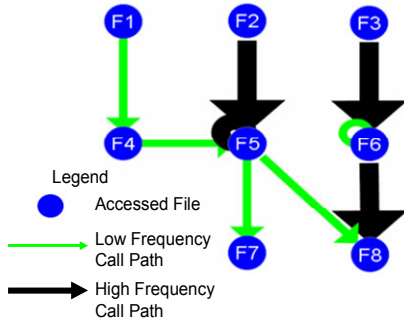 F1 F2 F3
F4 F5 F6
Legend
Accessed File
F7 F8
Low Frequency
Call Path
High Frequency
Call Path